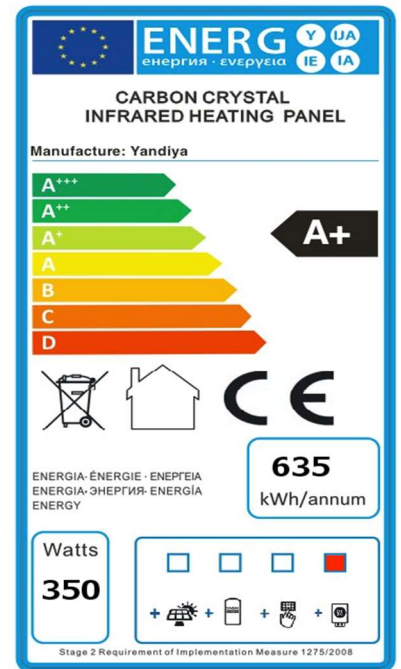 ENERG
енергия · ενεργεια
Y IJA
IE IA
CARBON CRYSTAL
INFRARED HEATING PANEL
Manufacture: Yandiya
A+++
A++
A+
A
B
C
D
A+
CE
ENERGIA· ÉNERGIE · ΕΝΕΡΓΕΙΑ
ENERGIA· ЭНЕРГИЯ· ENERGÍA
ENERGY
635
kWh/annum
Watts
350
+ + + +
Stage 2 Requirement of Implementation Measure 1275/2008